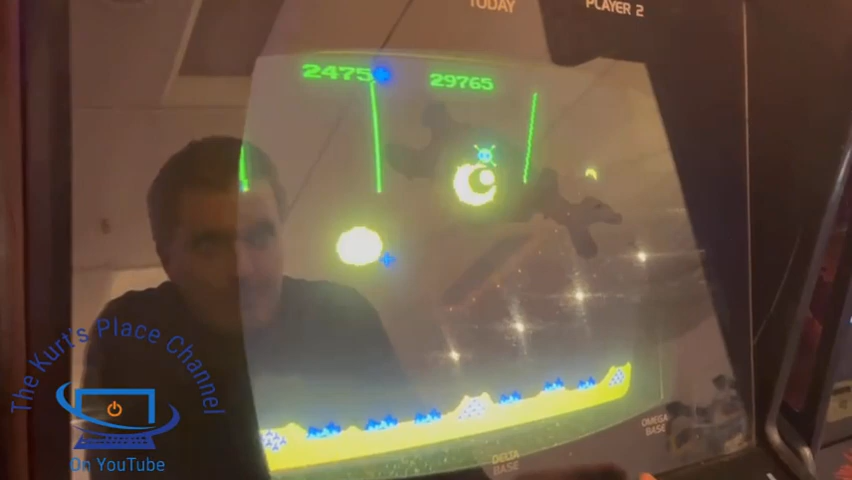 TODAY
PLAYER 2
2475
29765
The Kurt's Place Channel
On YouTube
OMEGA
BASE
DELTA
BASE